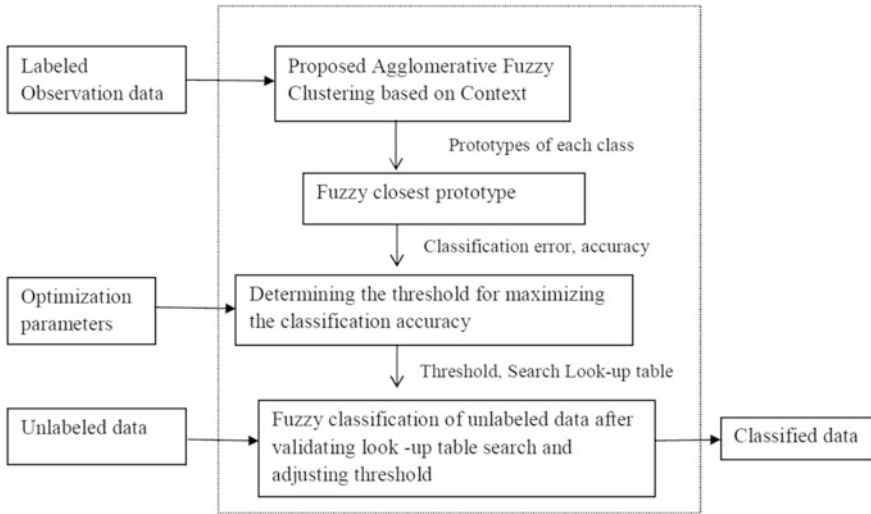 Labeled
Observation data
Proposed Agglomerative Fuzzy
Clustering based on Context
Prototypes of each class
Fuzzy closest prototype
Classification error, accuracy
Optimization
parameters
Determining the threshold for maximizing
the classification accuracy
Threshold, Search Look-up table
Unlabeled data
Fuzzy classification of unlabeled data after
validating look -up table search and
adjusting threshold
Classified data